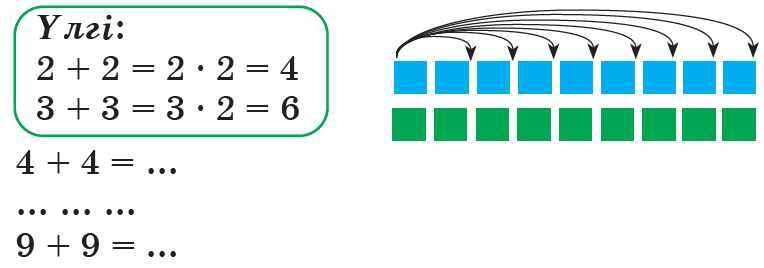 Үлгі:
2 + 2 = 2 · 2 = 4
3 + 3 = 3 · 2 = 6
4 + 4 = ...
... ... ...
9 + 9 = ...